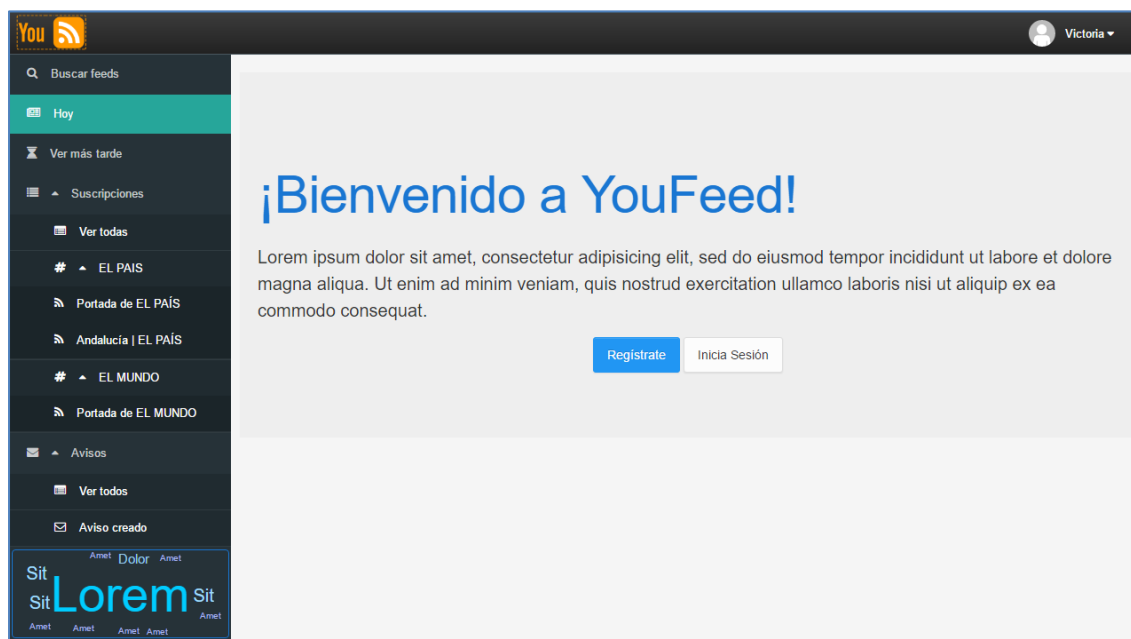 You
Victoria
Buscar feeds
Hoy
Ver más tarde
Suscripciones
Ver todas
# EL PAIS
Portada de EL PAÍS
Andalucía | EL PAÍS
# EL MUNDO
Portada de EL MUNDO
Avisos
Ver todos
Aviso creado
Amet Dolor Amet
Sit
Lorem
Sit Sit
Amet
Amet Amet Amet Amet
¡Bienvenido a YouFeed!
Lorem ipsum dolor sit amet, consectetur adipisicing elit, sed do eiusmod tempor incididunt ut labore et dolore
magna aliqua. Ut enim ad minim veniam, quis nostrud exercitation ullamco laboris nisi ut aliquip ex ea
commodo consequat.
Regístrate Inicia Sesión